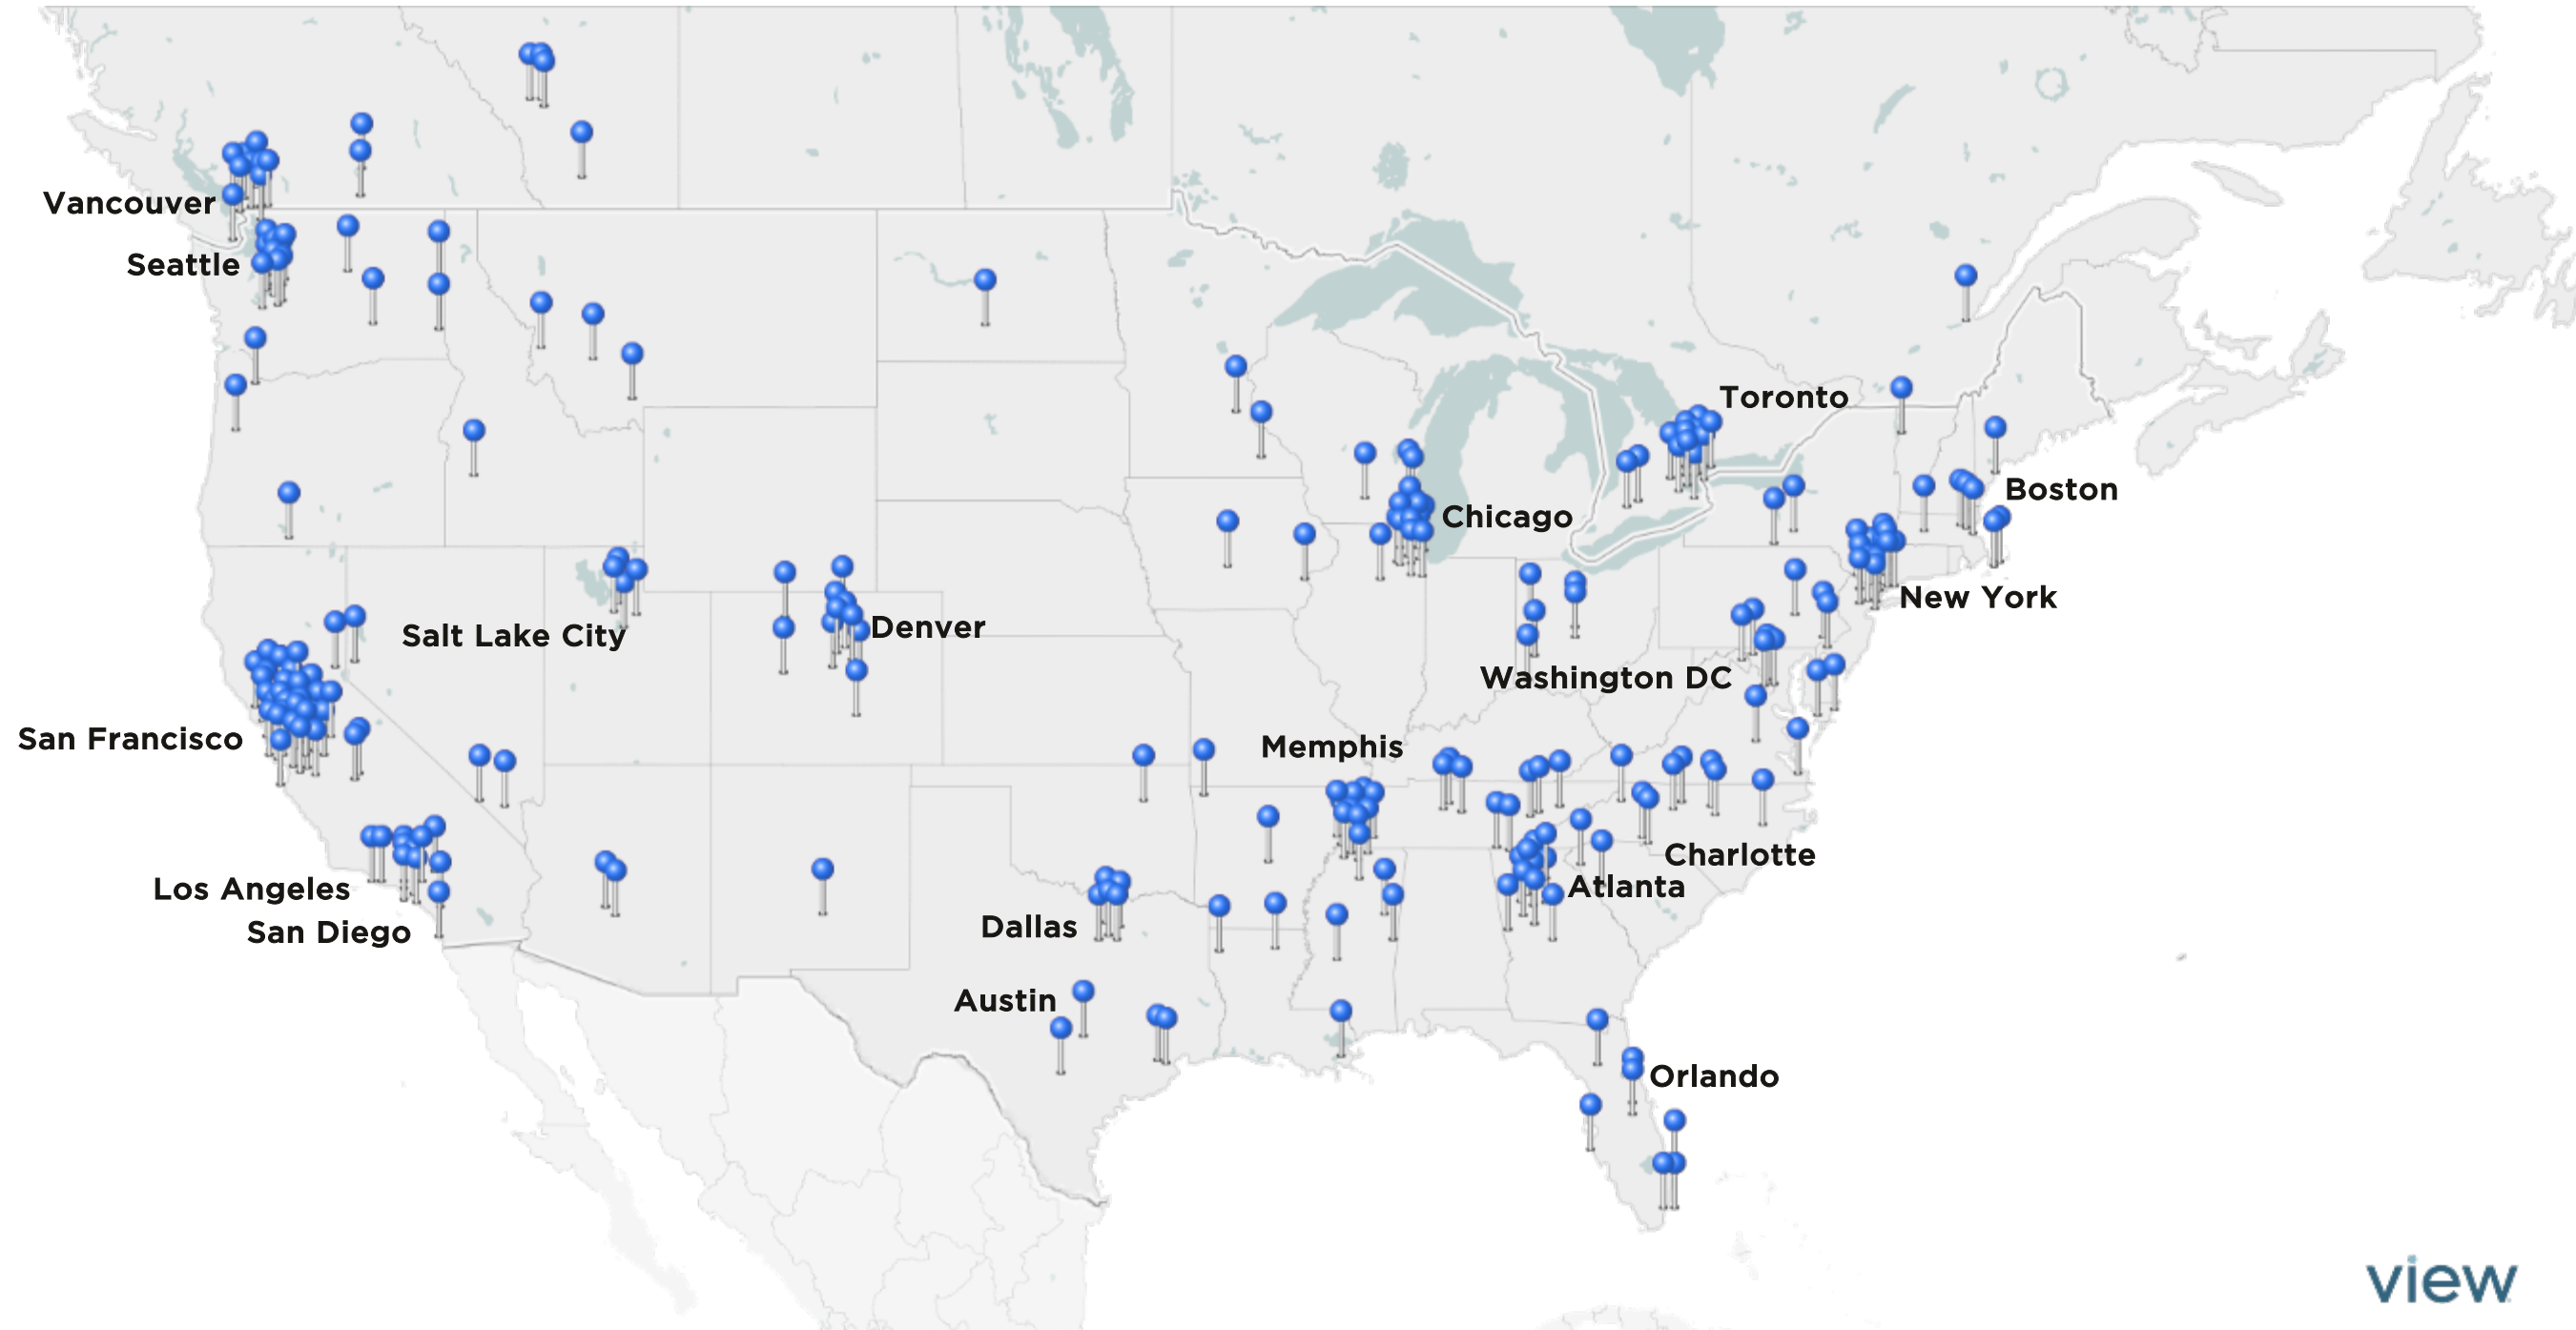 Vancouver
Seattle
Toronto
Boston
Chicago
New York
Salt Lake City
Denver
Washington DC
San Francisco
Memphis
Charlotte
Los Angeles
Atlanta
San Diego
Dallas
Austin
Orlando
view